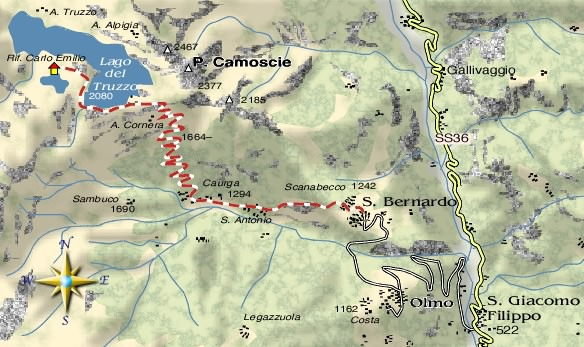 A. Truzzo
A. Alpigia
2467
Rif. Carlo Emilio
Lago
del
Truzzo
2080
P. Camoscie
2377
2185
Gallivaggio
A. Cornera
1664
SS36
Caurga
1294
Scanabecco 1242
Sambuco
1690
S. Bernardo
S. Antonio
N
W
E
S
S. Giacomo
Filippo
522
Olmo
1162
Costa
Legazzuola